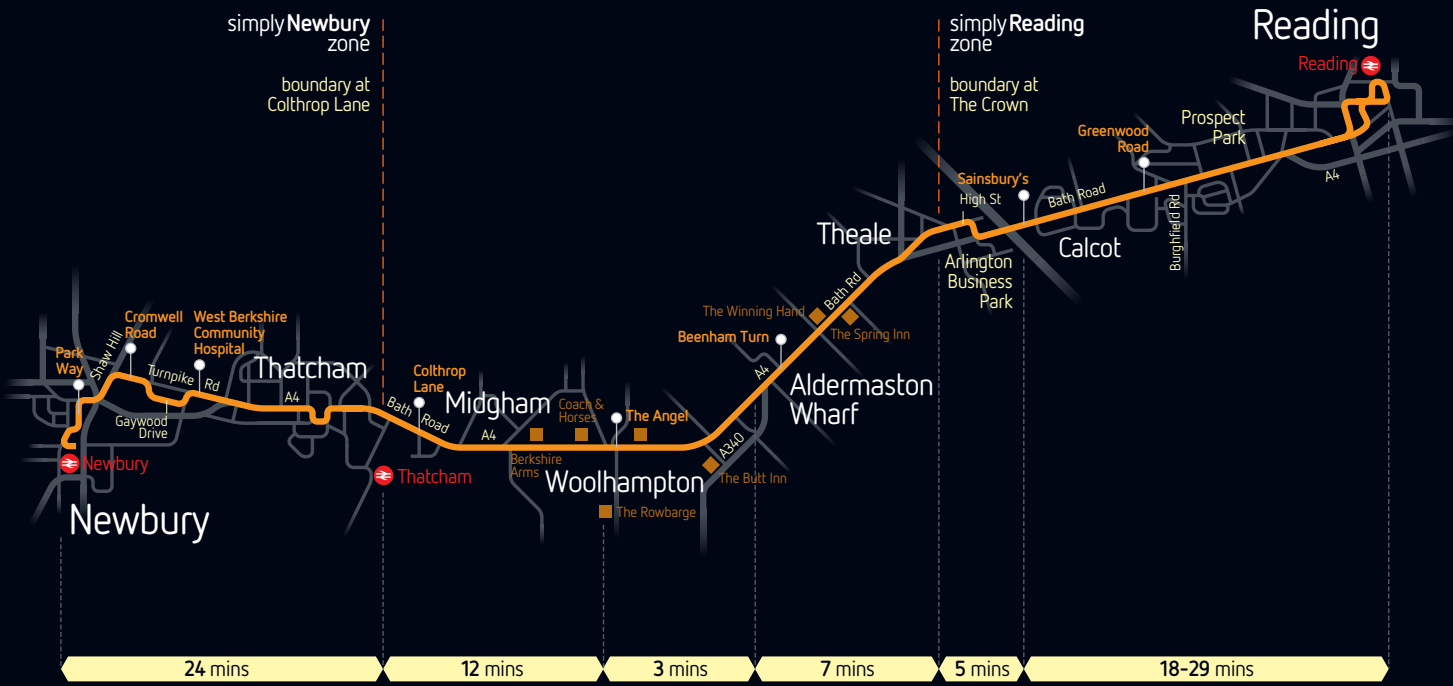 simplyNewbury
zone
boundary at
Colthrop Lane
simplyReading
zone
boundary at
The Crown
Reading
Reading
Prospect
Park
Greenwood
Road
A4
Sainsbury's
High St
Bath Road
Burghfield Rd
Calcot
Theale
Arlington
Business
Park
Bath Rd
The Winning Hand
The Spring Inn
Beenham Turn
A4
Aldermaston
Wharf
Cromwell
Road
West Berkshire
Community
Hospital
Park
Way
Shaw Hill
Turnpike Rd
Thatcham
A4
Gaywood
Drive
Colthrop
Lane
Bath Road
Midgham
A4
Coach &
Horses
The Angel
Berkshire
Arms
Woolhampton
A340
The Butt Inn
The Rowbarge
Newbury
Thatcham
Newbury
24 mins
12 mins
3 mins
7 mins
5 mins
18-29 mins